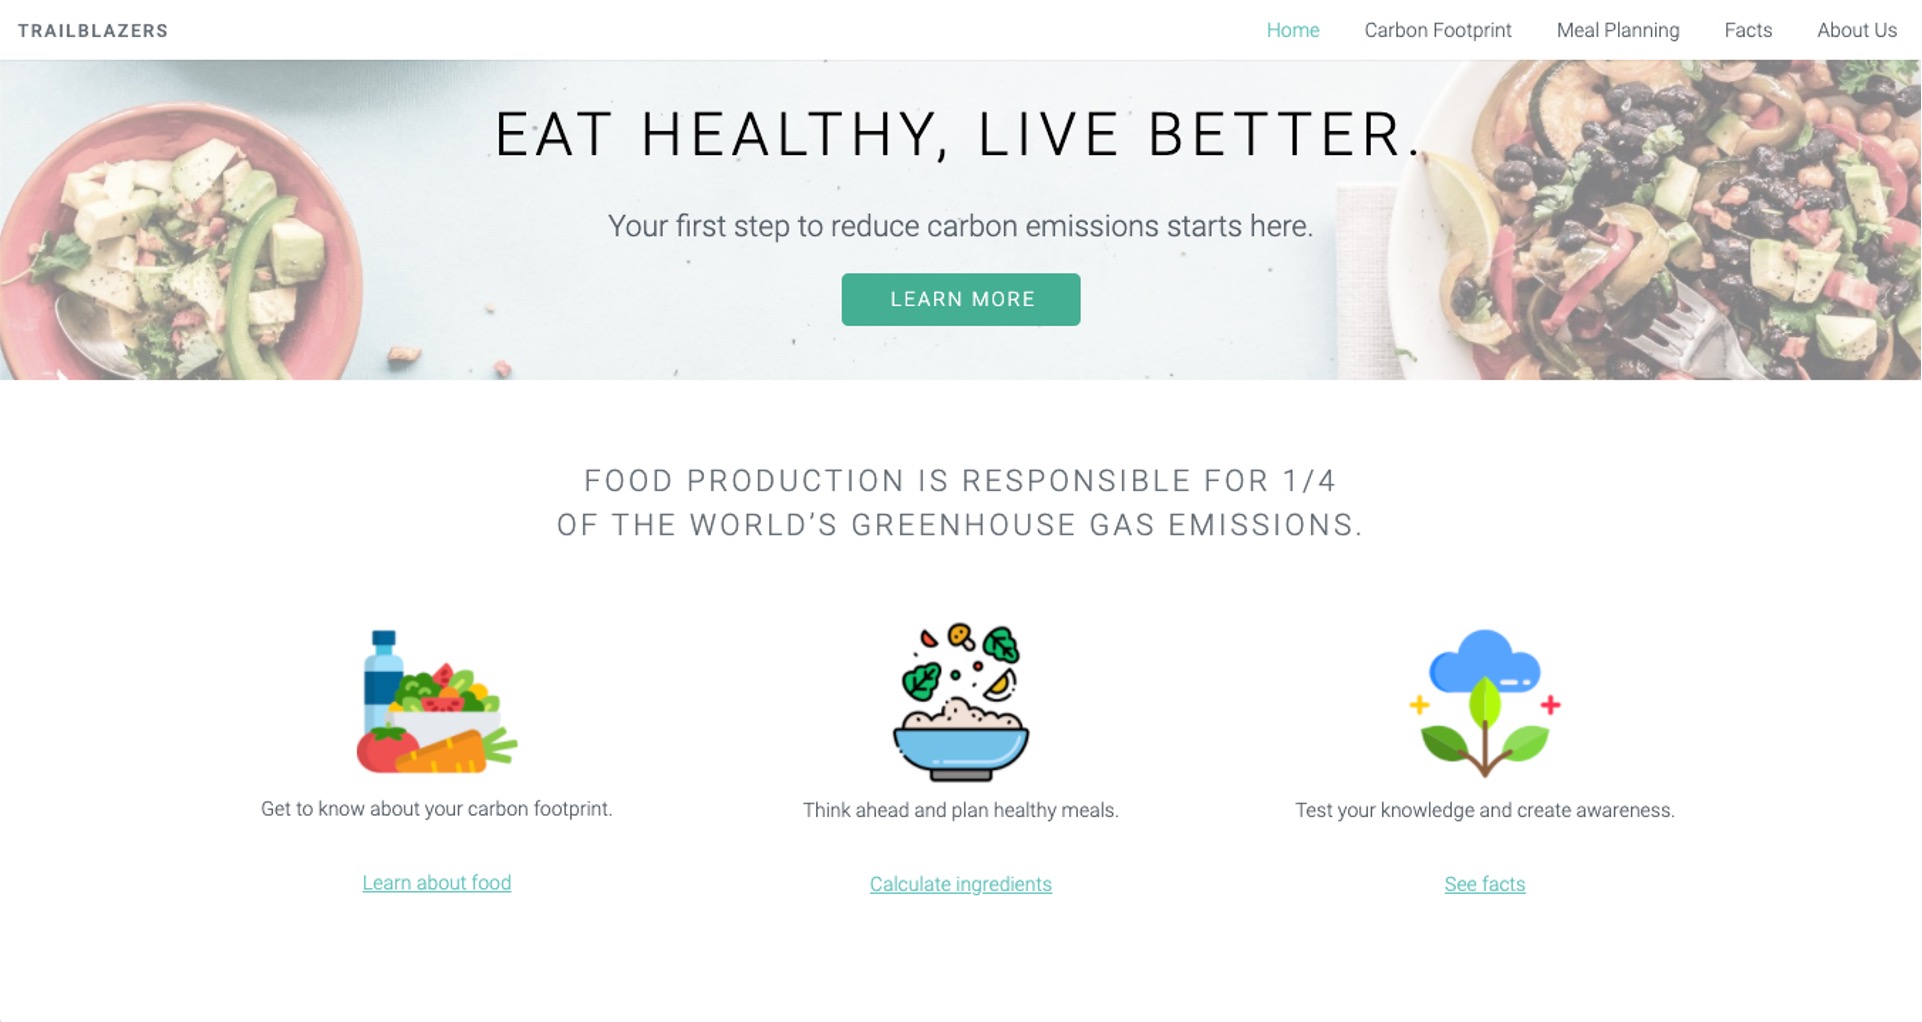 TRAILBLAZERS
Home Carbon Footprint Meal Planning Facts About Us
EAT HEALTHY, LIVE BETTER.
Your first step to reduce carbon emissions starts here.
LEARN MORE
FOOD PRODUCTION IS RESPONSIBLE FOR 1/4
OF THE WORLD’S GREENHOUSE GAS EMISSIONS.
Get to know about your carbon footprint.
Learn about food
Think ahead and plan healthy meals.
Calculate ingredients
Test your knowledge and create awareness.
See facts